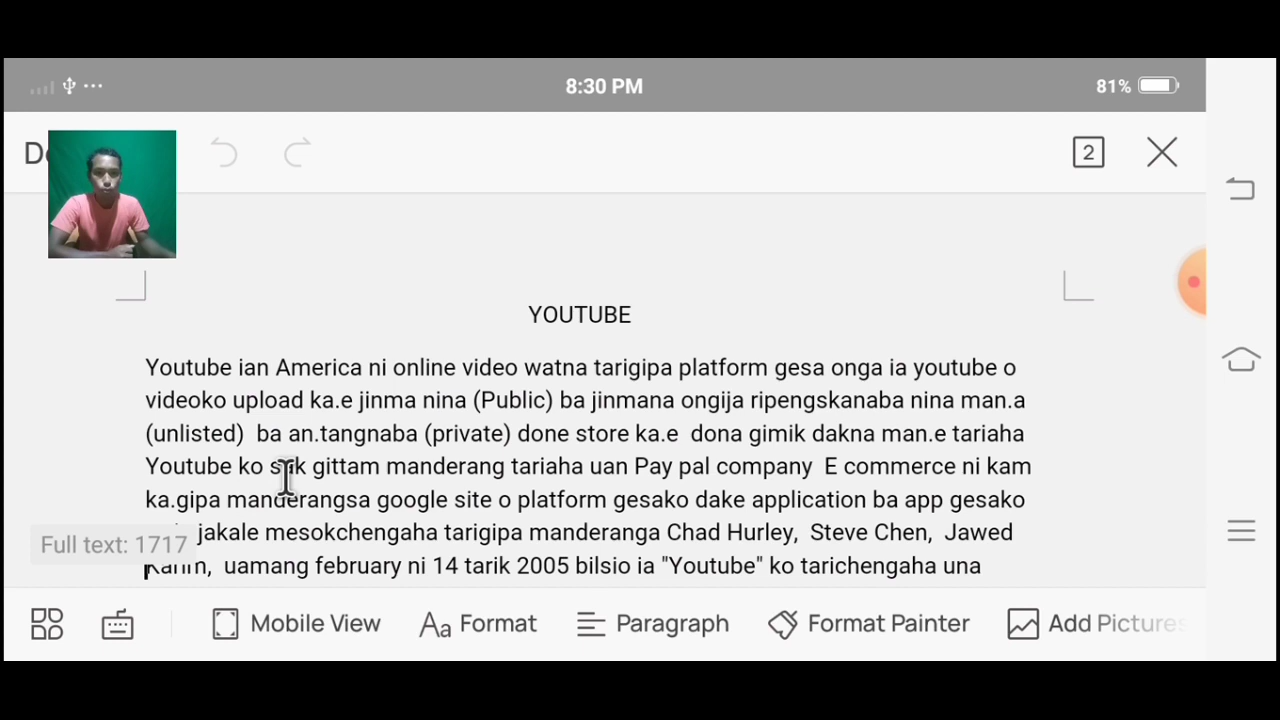 8:30 PM
81%
2
YOUTUBE
Youtube ian America ni online video watna tarigipa platform gesa onga ia youtube o
videoko upload ka.e jinma nina (Public) ba jinmana ongija ripengskanaba nina man.a
(unlisted) ba an.tangnaba (private) done store ka.e dona gimik dakna man.e tariaha
Youtube ko gittam manderang tariaha uan Pay pal company E commerce ni kam
ka.gipa manderangsa google site o platform gesako dake application ba app gesako
jakale mesokchengaha tarigipa manderanga Chad Hurley, Steve Chen, Jawed
Full text: 1717
Karim, uamang february ni 14 tarik 2005 bilsio ia "Youtube" ko tarichengaha una
Mobile View
Aa Format
Paragraph
Format Painter
Add Pictures